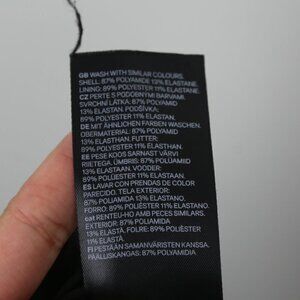 GB WASH WITH SIMILAR COLOURS.
SHELL: 87% POLYAMIDE 13% ELASTANE.
LINING: 89% POLYESTER 11% ELASTANE.
CZ PERTE S PODOBNÝMI BARVAMI.
SVRCHNÍ LÁTKA: 87% POLYAMID
13% ELASTAN. PODŠÍVKA:
89% POLYESTER 11% ELASTAN.
DE MIT ÄHNLICHEN FARBEN WASCHEN.
OBERMATERIAL: 87% POLYAMID
13% ELASTHAN. FUTTER:
89% POLYESTER 11% ELASTHAN.
EE PESE KOOS SARNAST VÄRVI
RIIETEGA. ÜMBRIS: 87% POLÜAMIID
13% ELASTAAN. VOODER:
89% POLÜESTER 11% ELASTAAN.
ES LAVAR CON PRENDAS DE COLOR
PARECIDO. TELA EXTERIOR:
87% POLIAMIDA 13% ELASTANO.
FORRO: 89% POLIÉSTER 11% ELASTANO.
cat RENTEU-HO AMB PECES SIMILARS.
EXTERIOR: 87% POLIAMIDA
13% ELASTÀ. FOLRE: 89% POLIÈSTER
11% ELASTÀ
FI PESTÄÄN SAMANVÄRISTEN KANSSA.
PÄÄLLUSKANGAS: 87% POLYAMIDIA